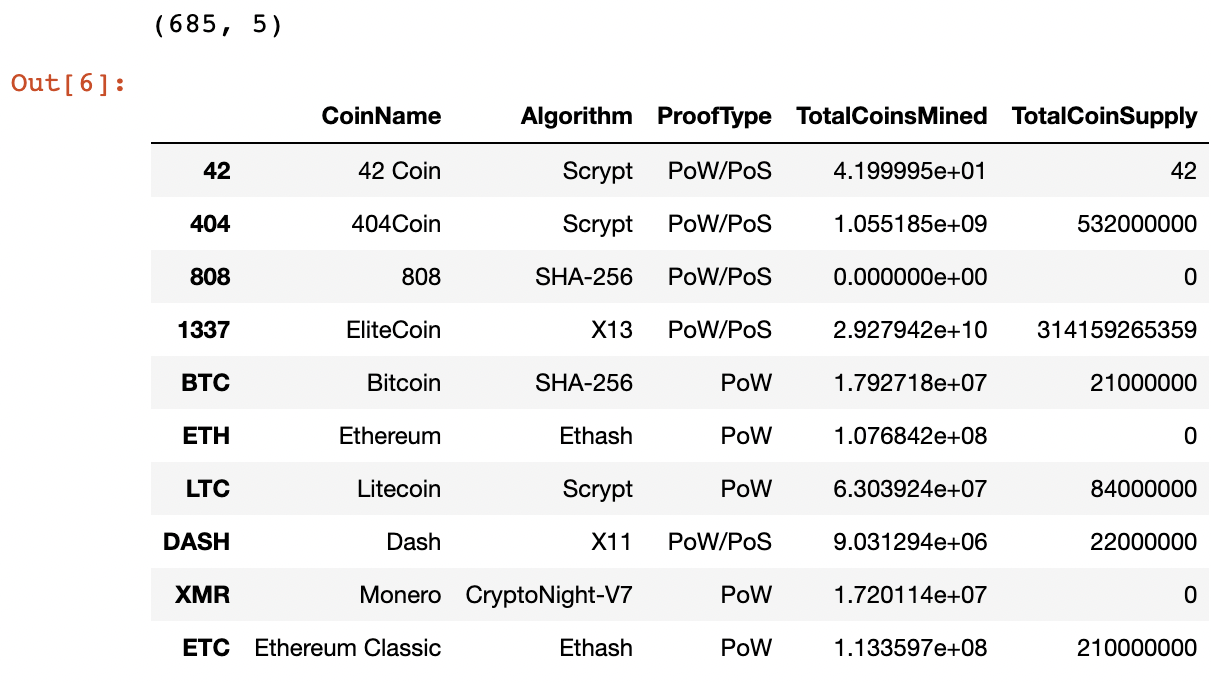 (685, 5)
Out[6]:
CoinName Algorithm ProofType TotalCoinsMined TotalCoinSupply
42 42 Coin Scrypt PoW/PoS 4.199995e+01 42
404 404Coin Scrypt PoW/PoS 1.055185e+09 532000000
808 808 SHA-256 PoW/PoS 0.000000e+00 0
1337 EliteCoin X13 PoW/PoS 2.927942e+10 314159265359
BTC Bitcoin SHA-256 PoW 1.792718e+07 21000000
ETH Ethereum Ethash PoW 1.076842e+08 0
LTC Litecoin Scrypt PoW 6.303924e+07 84000000
DASH Dash X11 PoW/PoS 9.031294e+06 22000000
XMR Monero CryptoNight-V7 PoW 1.720114e+07 0
ETC Ethereum Classic Ethash PoW 1.133597e+08 210000000